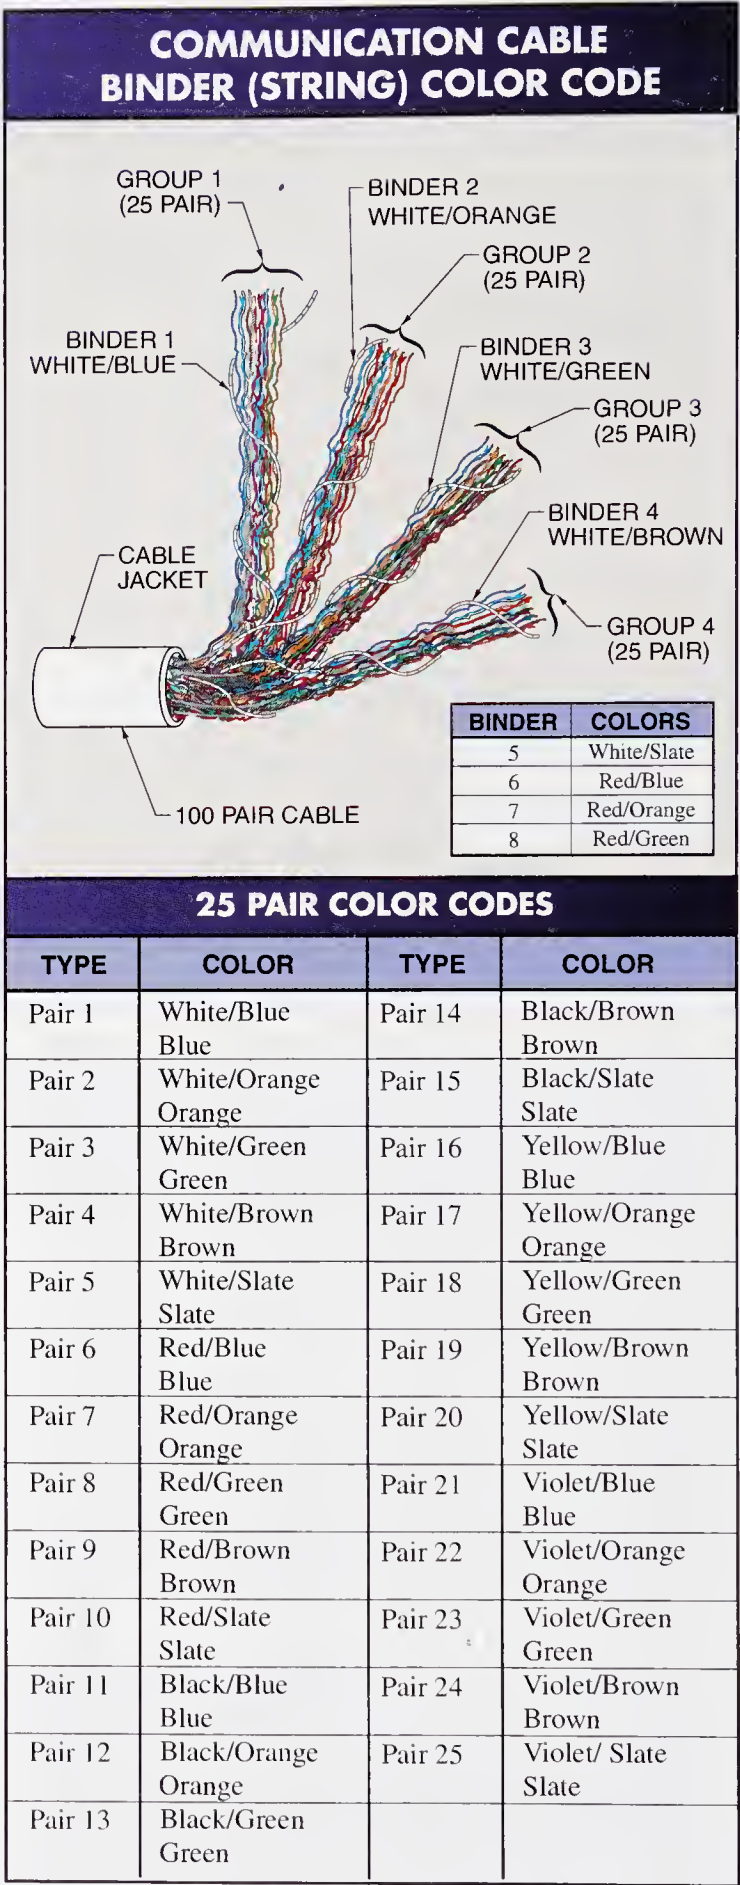 COMMUNICATION CABLE
BINDER (STRING) COLOR CODE
GROUP 1
(25 PAIR)
BINDER 2
WHITE/ORANGE
GROUP 2
(25 PAIR)
BINDER 1
WHITE/BLUE
BINDER 3
WHITE/GREEN
GROUP 3
(25 PAIR)
BINDER 4
WHITE/BROWN
CABLE
JACKET
GROUP 4
(25 PAIR)
100 PAIR CABLE
BINDER COLORS
5 White/Slate
6 Red/Blue
7 Red/Orange
8 Red/Green
25 PAIR COLOR CODES
TYPE COLOR TYPE COLOR
Pair 1 White/Blue Pair 14 Black/Brown
Blue Brown
Pair 2 White/Orange Pair 15 Black/Slate
Orange Slate
Pair 3 White/Green Pair 16 Yellow/Blue
Green Blue
Pair 4 White/Brown Pair 17 Yellow/Orange
Brown Orange
Pair 5 White/Slate Pair 18 Yellow/Green
Slate Green
Pair 6 Red/Blue Pair 19 Yellow/Brown
Blue Brown
Pair 7 Red/Orange Pair 20 Yellow/Slate
Orange Slate
Pair 8 Red/Green Pair 21 Violet/Blue
Green Blue
Pair 9 Red/Brown Pair 22 Violet/Orange
Brown Orange
Pair 10 Red/Slate Pair 23 Violet/Green
Slate Green
Pair 11 Black/Blue Pair 24 Violet/Brown
Blue Brown
Pair 12 Black/Orange Pair 25 Violet/ Slate
Orange Slate
Pair 13 Black/Green
Green